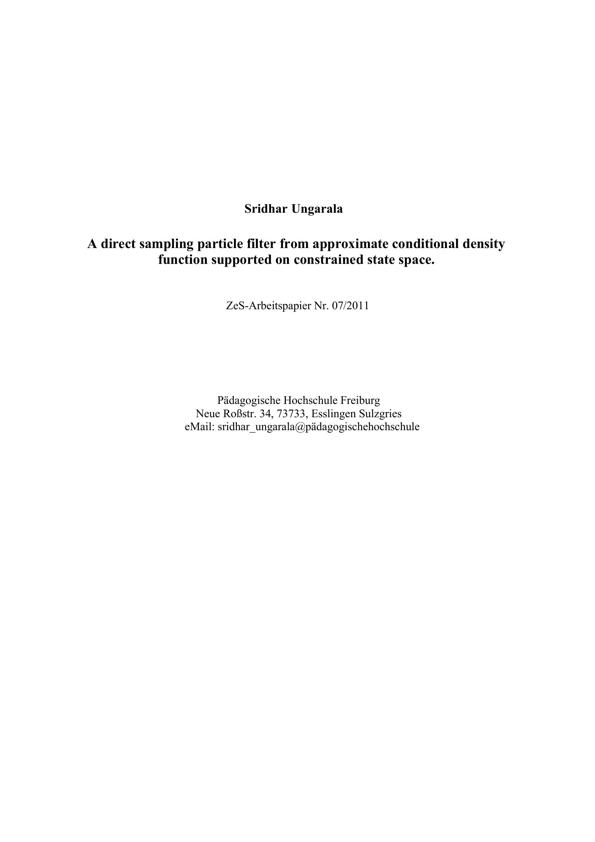 Sridhar Ungarala
A direct sampling particle filter from approximate conditional density
function supported on constrained state space.
ZeS-Arbeitspapier Nr. 07/2011
Pädagogische Hochschule Freiburg
Neue Roßstr. 34, 73733, Esslingen Sulzgries
eMail: sridhar_ungarala@pädagogischehochschule